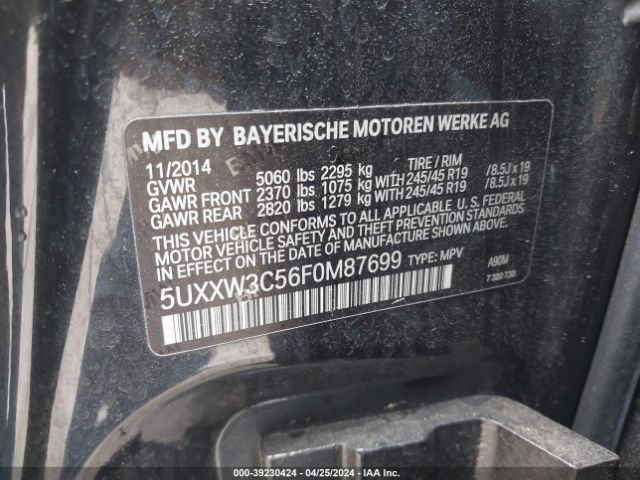 MFD BY BAYERISCHE MOTOREN WERKE AG
11/2014 TIRE / RIM
GVWR 5060 lbs 2295 kg
GAWR FRONT 2370 lbs 1075 kg WITH 245/45 R19 / 8.5J x 19
GAWR REAR 2820 lbs 1279 kg WITH 245/45 R19 / 8.5J x 19
THIS VEHICLE CONFORMS TO ALL APPLICABLE U. S. FEDERAL
MOTOR VEHICLE SAFETY AND THEFT PREVENTION STANDARDS
IN EFFECT ON THE DATE OF MANUFACTURE SHOWN ABOVE.
5UXXW3C56F0M87699 TYPE: MPV A90M
7 320 730
000-39230424 / 04/25/2024 - IAA Inc.